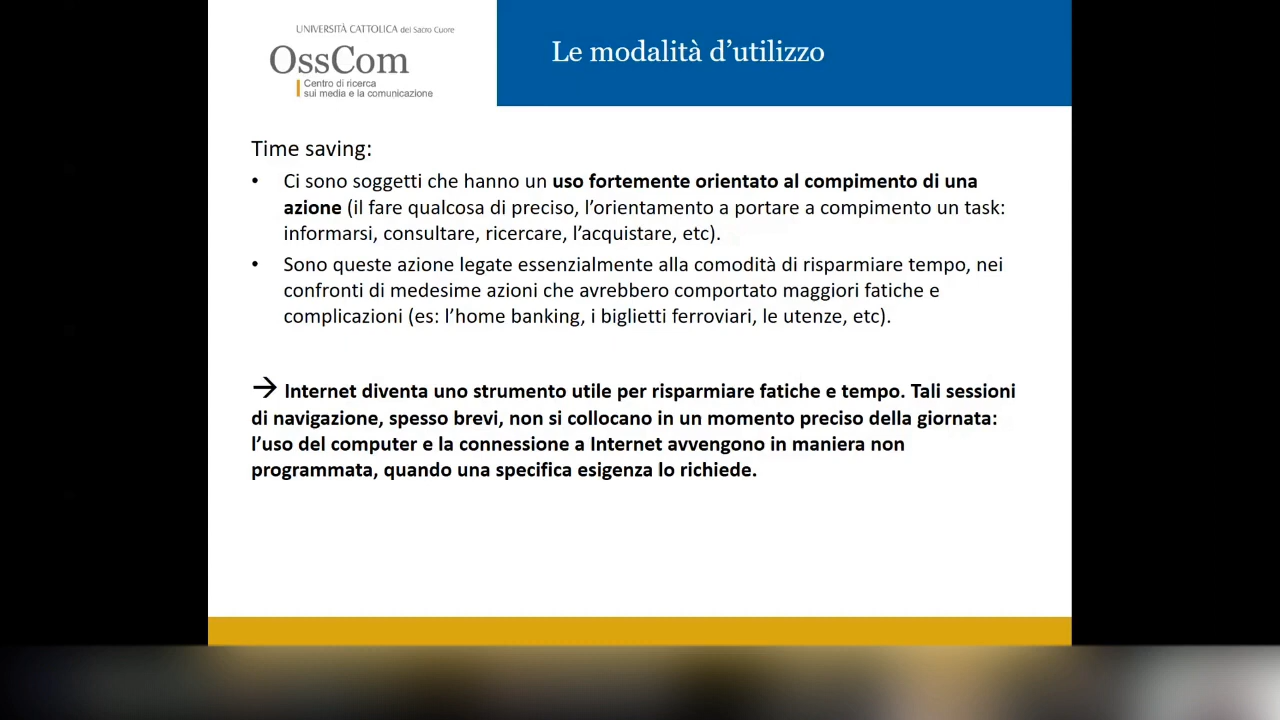 UNIVERSITÀ CATTOLICA del Sacro Cuore
OssCom
Centro di ricerca
sui media e la comunicazione
Le modalità d’utilizzo
Time saving:
• Ci sono soggetti che hanno un uso fortemente orientato al compimento di una
azione (il fare qualcosa di preciso, l’orientamento a portare a compimento un task:
informarsi, consultare, ricercare, l’acquistare, etc).
• Sono queste azione legate essenzialmente alla comodità di risparmiare tempo, nei
confronti di medesime azioni che avrebbero comportato maggiori fatiche e
complicazioni (es: l’home banking, i biglietti ferroviari, le utenze, etc).
→ Internet diventa uno strumento utile per risparmiare fatiche e tempo. Tali sessioni
di navigazione, spesso brevi, non si collocano in un momento preciso della giornata:
l’uso del computer e la connessione a Internet avvengono in maniera non
programmata, quando una specifica esigenza lo richiede.